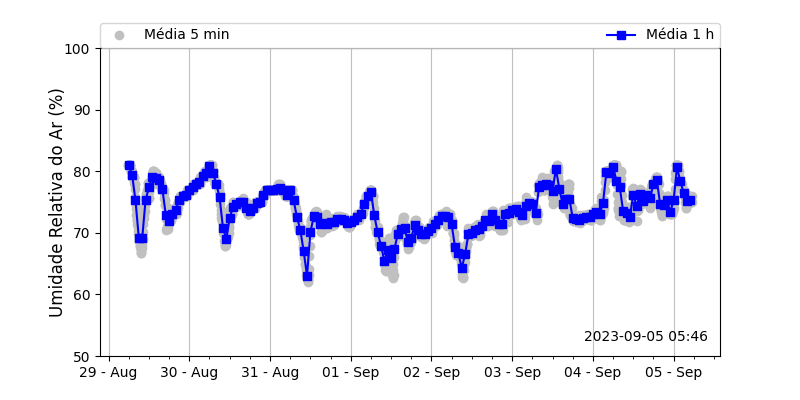 Média 5 min
Média 1 h
100
90
80
70
60
50
Umidade Relativa do Ar (%)
2023-09-05 05:46
29 - Aug
30 - Aug
31 - Aug
01 - Sep
02 - Sep
03 - Sep
04 - Sep
05 - Sep